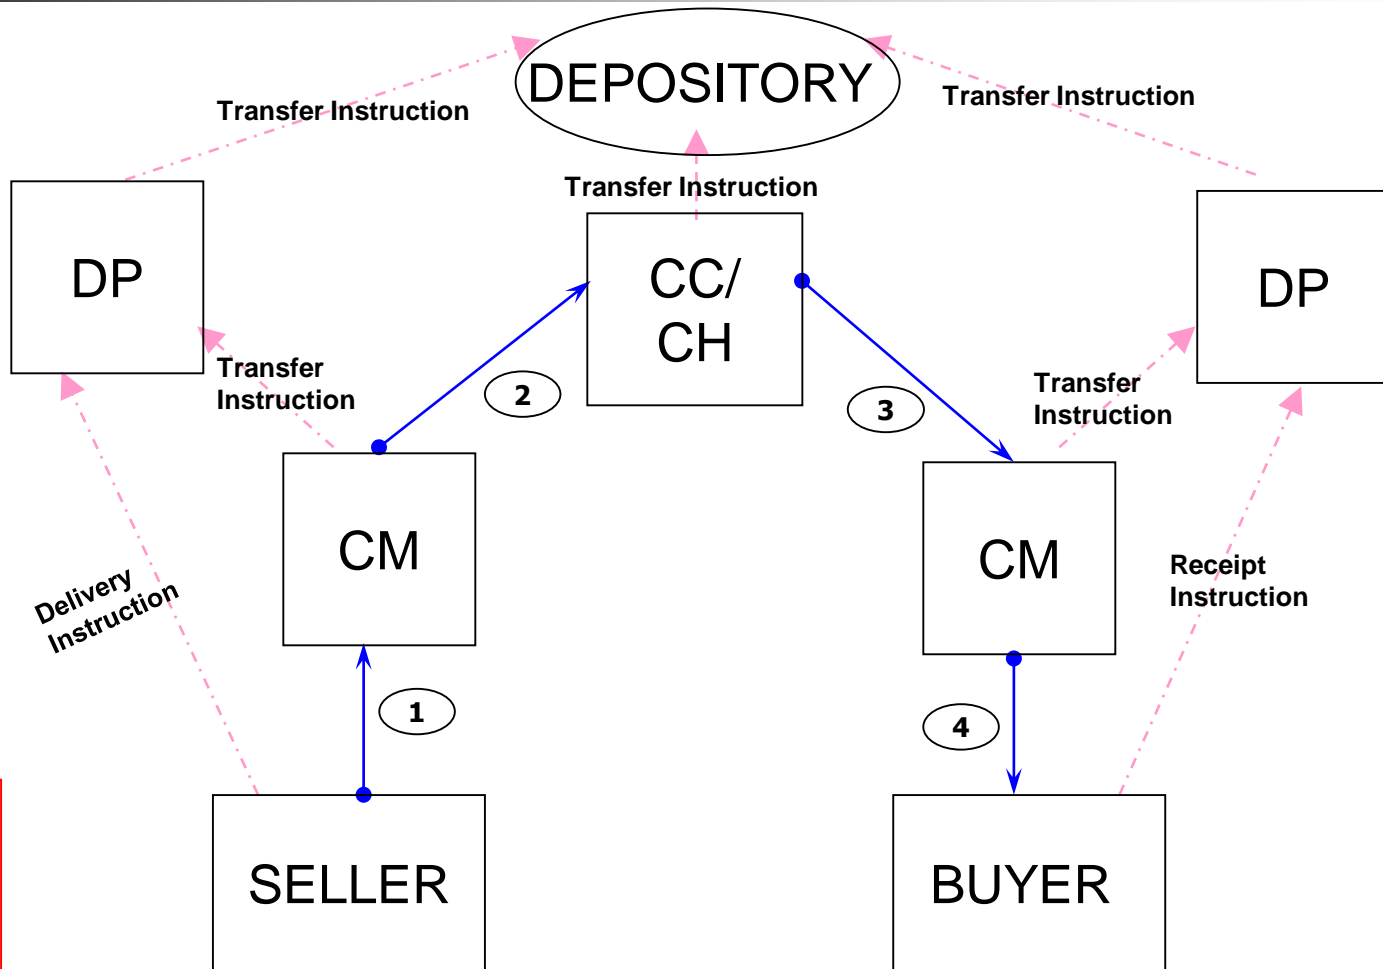 DEPOSITORY
Transfer Instruction
Transfer Instruction
Transfer Instruction
DP
CC/
CH
DP
Transfer
Instruction
2
3
Transfer
Instruction
CM
CM
Delivery
Instruction
Receipt
Instruction
1
4
SELLER
BUYER